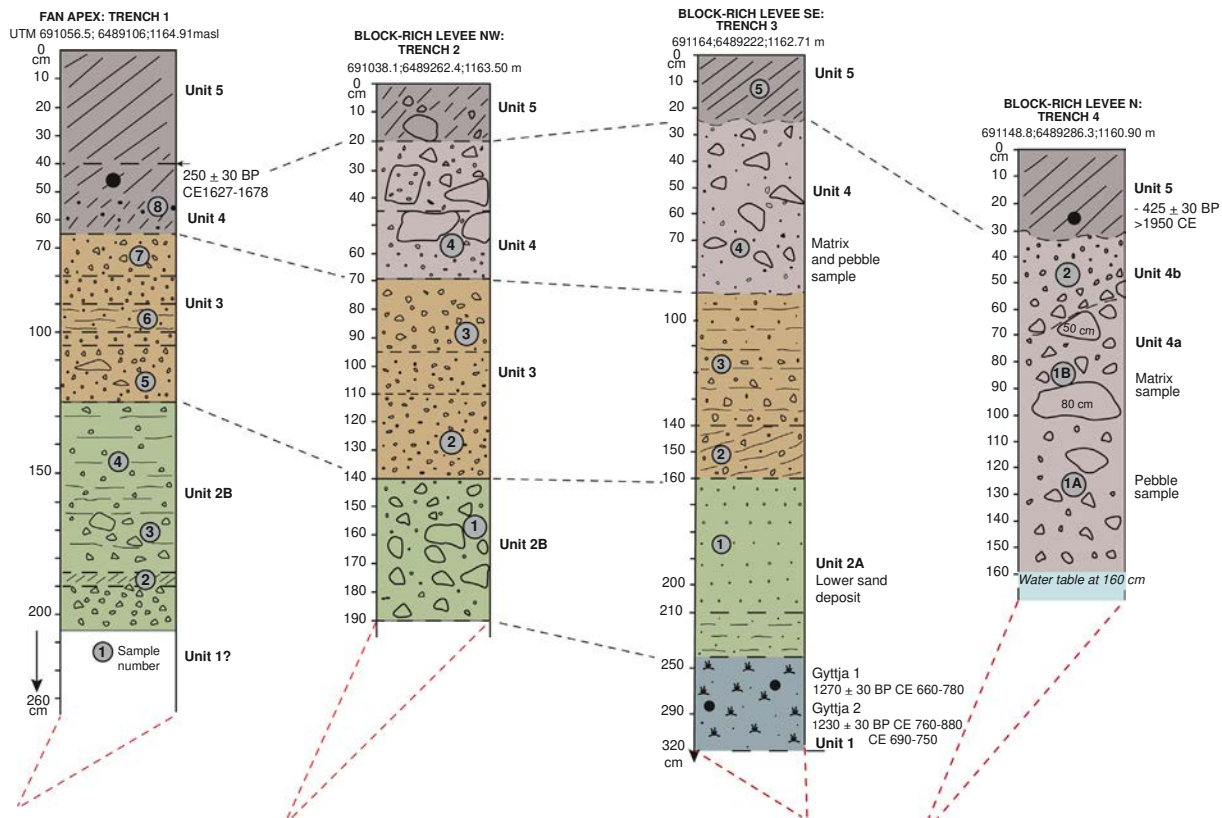 FAN APEX: TRENCH 1
UTM 691056.5; 6489106;1164.91masl
0
cm
10
20
30
40
50
60
70
100
150
200
260
cm
Unit 5
250 ± 30 BP
CE1627-1678
8
Unit 4
7
Unit 3
6
5
4
Unit 2B
3
2
1 Sample
number
Unit 1?
BLOCK-RICH LEVEE NW:
TRENCH 2
691038.1;6489262.4;1163.50 m
0
cm
10
20
40
60
70
80
90
100
110
120
130
140
150
160
170
180
190
Unit 5
Unit 4
4
3
Unit 3
2
1
Unit 2B
BLOCK-RICH LEVEE SE:
TRENCH 3
691164;6489222;1162.71 m
0
cm
10
20
30
40
50
60
70
100
140
160
200
210
250
290
320
cm
5
Unit 5
Unit 4
4
Matrix
and pebble
sample
3
2
1
Unit 2A
Lower sand
deposit
Gyttja 1
1270 ± 30 BP CE 660-780
Gyttja 2
1230 ± 30 BP CE 760-880
CE 690-750
Unit 1
BLOCK-RICH LEVEE N:
TRENCH 4
691148.8;6489286.3;1160.90 m
0
cm
10
20
30
40
50
60
70
80
90
100
110
120
130
140
150
160
Unit 5
- 425 ± 30 BP
>1950 CE
2
Unit 4b
50 cm
Unit 4a
1B
Matrix
sample
80 cm
1A
Pebble
sample
Water table at 160 cm